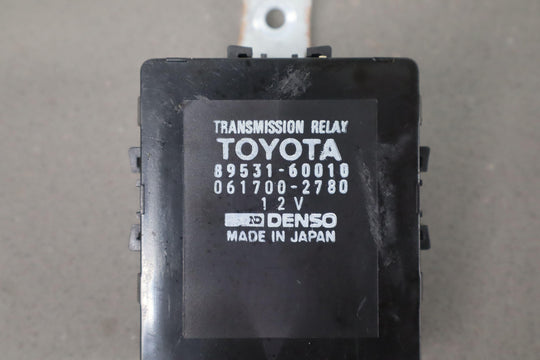 TRANSMISSION RELAY
TOYOTA
89531-60010
061700-2780
12V
DENSO
MADE IN JAPAN